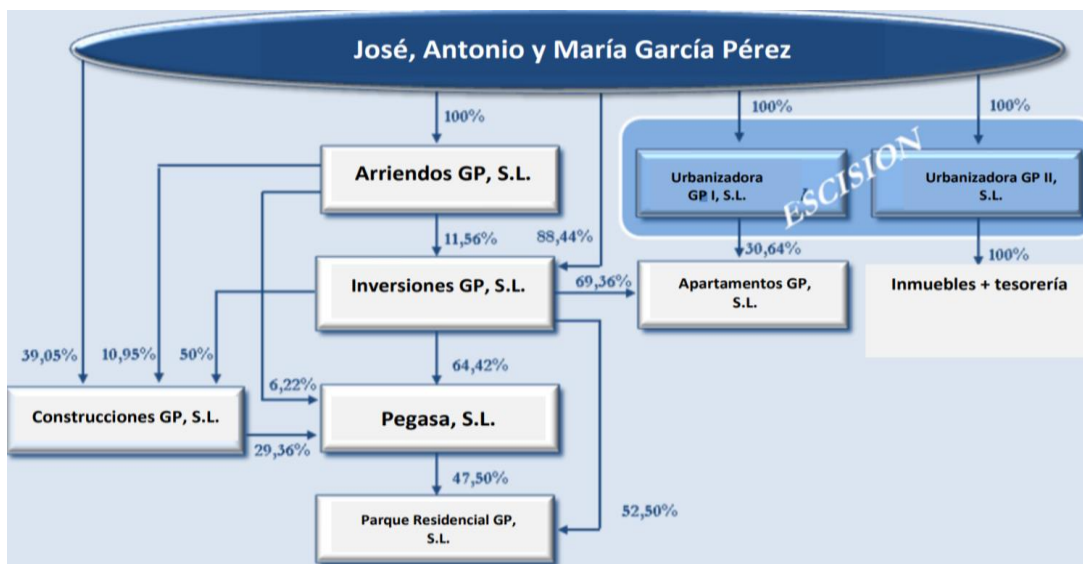 José, Antonio y María García Pérez
100%
100%
100%
Arriendos GP, S.L.
Urbanizadora
GP I, S.L.
ESCISION
Urbanizadora GP II,
S.L.
11,56%
88,44%
30,64%
100%
Inversiones GP, S.L.
69,36%
Apartamentos GP,
S.L.
Inmuebles + tesorería
39,05%
10,95%
50%
64,42%
6,22%
Construcciones GP, S.L.
Pegasa, S.L.
29,36%
47,50%
52,50%
Parque Residencial GP,
S.L.